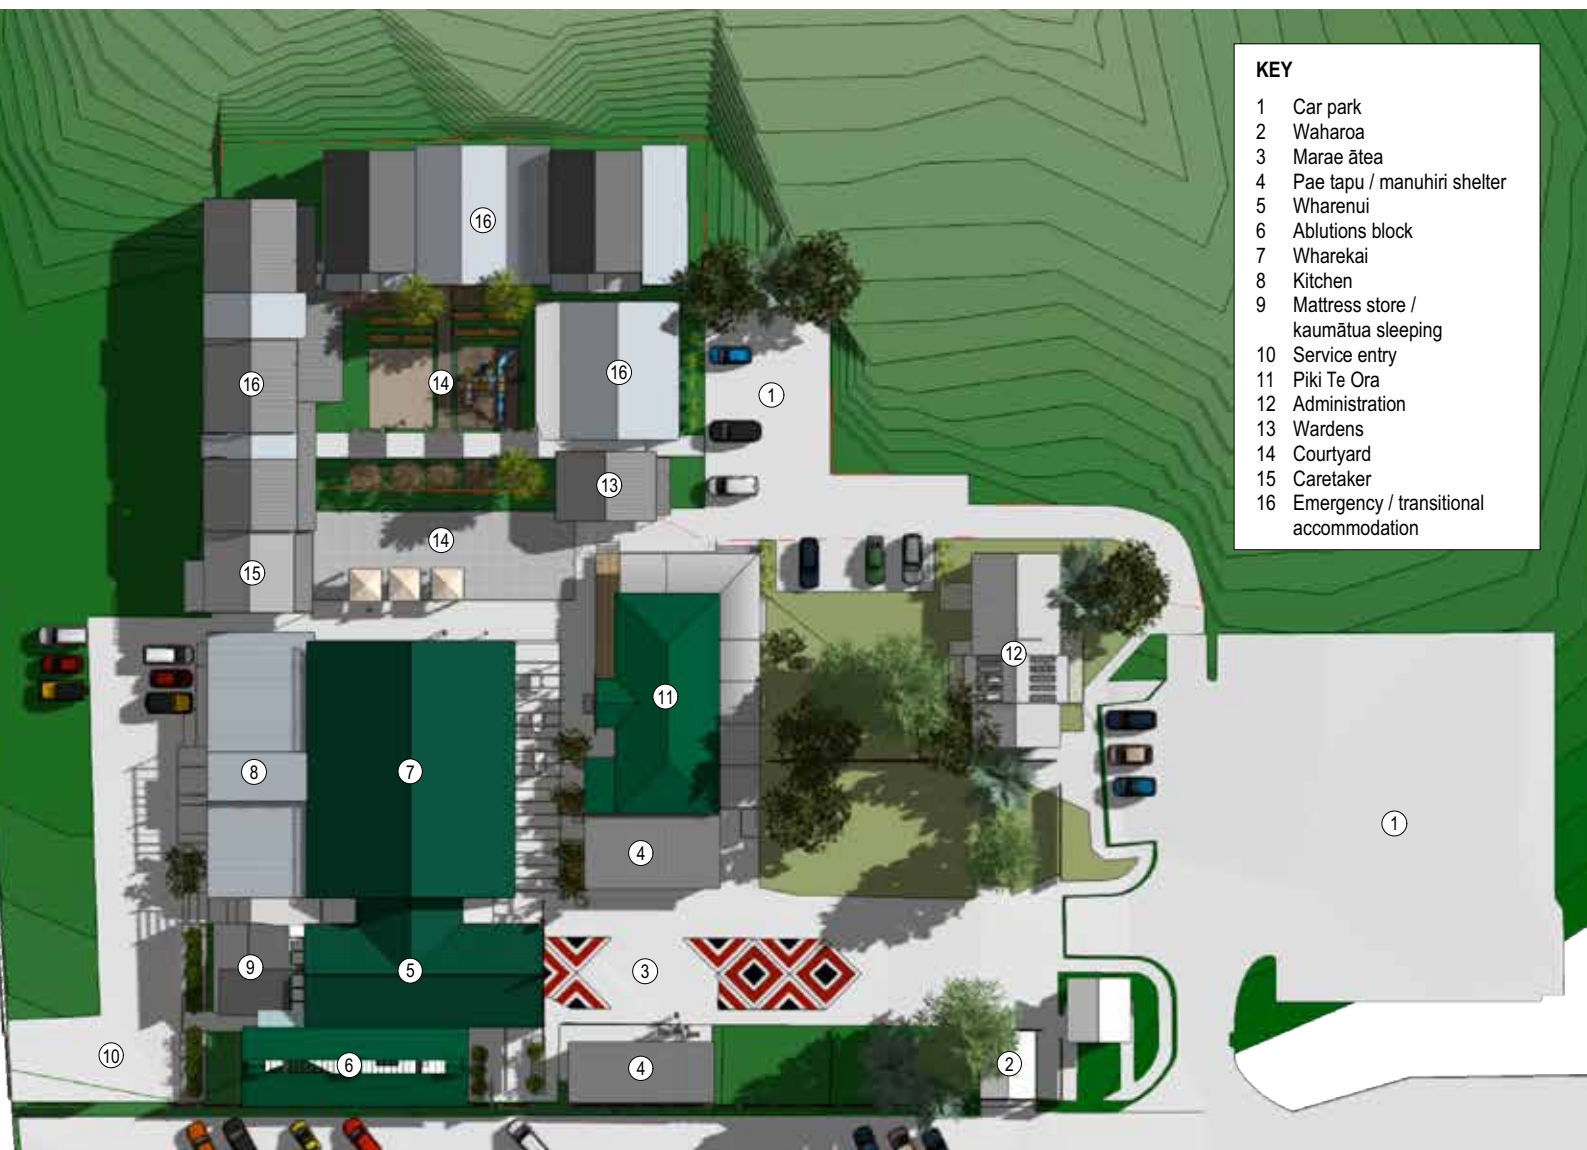 KEY
1 Car park
2 Waharoa
3 Marae ātea
4 Pae tapu / manuhiri shelter
5 Wharenui
6 Ablutions block
7 Wharekai
8 Kitchen
9 Mattress store /
kaumātua sleeping
10 Service entry
11 Piki Te Ora
12 Administration
13 Wardens
14 Courtyard
15 Caretaker
16 Emergency / transitional
accommodation
16
16
14
16
1
13
14
15
12
11
8
7
1
4
9
5
3
10
6
4
2